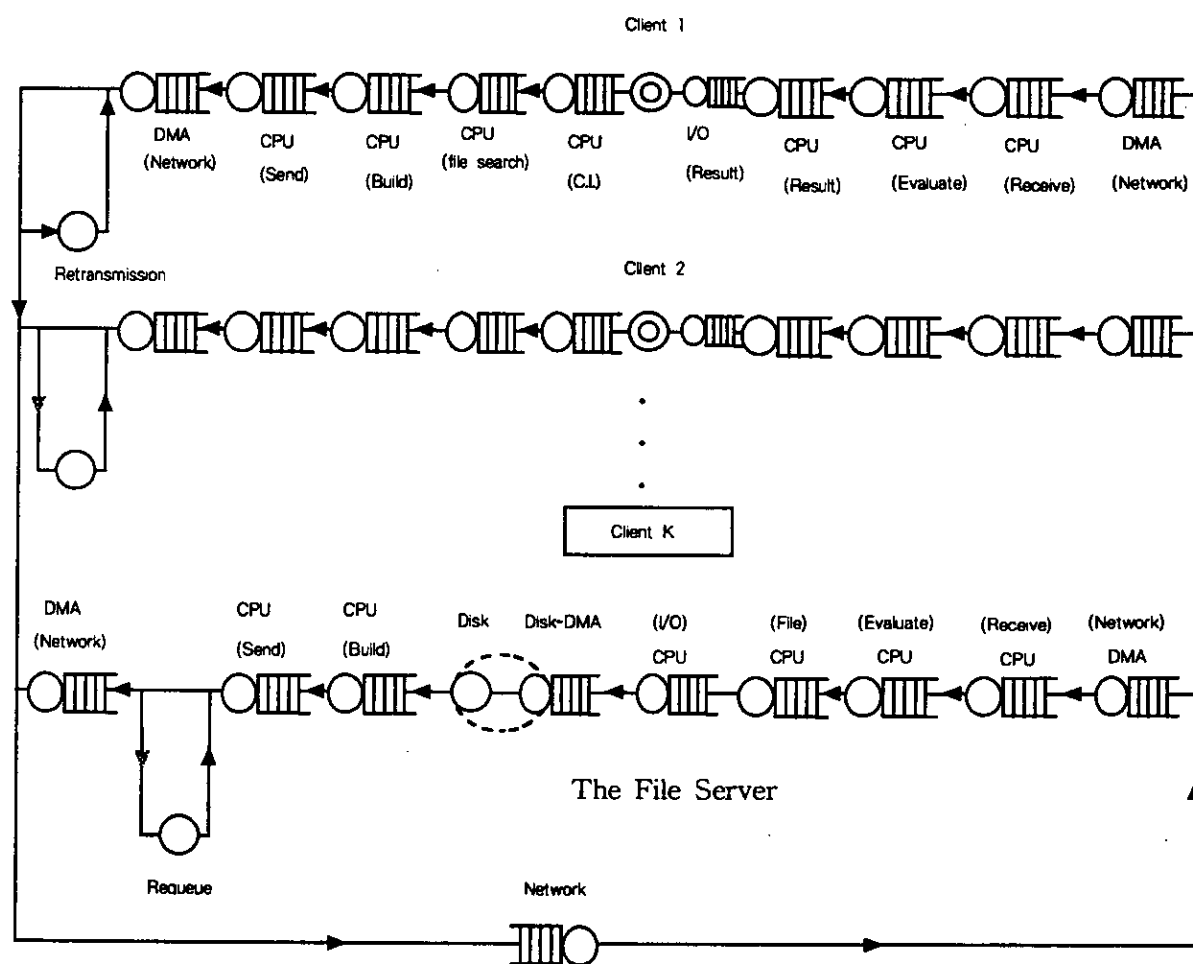 Client 1
DMA
(Network)
CPU
(Send)
CPU
(Build)
CPU
(file search)
CPU
(C.I.)
I/O
(Result)
CPU
(Result)
CPU
(Evaluate)
CPU
(Receive)
DMA
(Network)
Retransmission
Client 2
Client K
DMA
(Network)
CPU
(Send)
CPU
(Build)
Disk
Disk-DMA
(I/O)
CPU
(File)
CPU
(Evaluate)
CPU
(Receive)
CPU
(Network)
DMA
The File Server
Requeue
Network